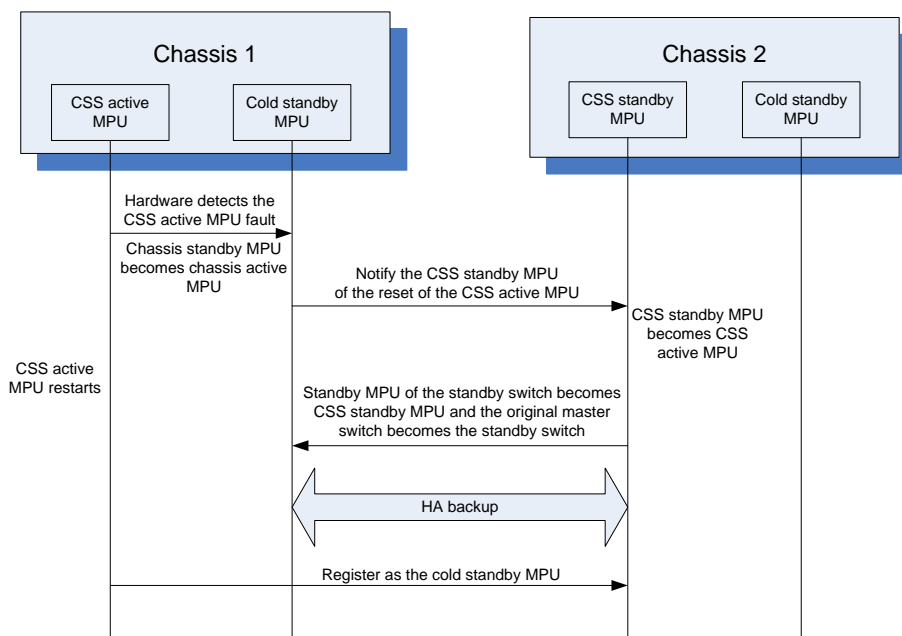 Chassis 1
Chassis 2
CSS active
MPU
Cold standby
MPU
CSS standby
MPU
Cold standby
MPU
Hardware detects the
CSS active MPU fault
Chassis standby MPU
becomes chassis active
MPU
Notify the CSS standby MPU
of the reset of the CSS active MPU
CSS standby MPU
becomes CSS
active MPU
CSS active
MPU restarts
Standby MPU of the standby switch becomes
CSS standby MPU and the original master
switch becomes the standby switch
HA backup
Register as the cold standby MPU